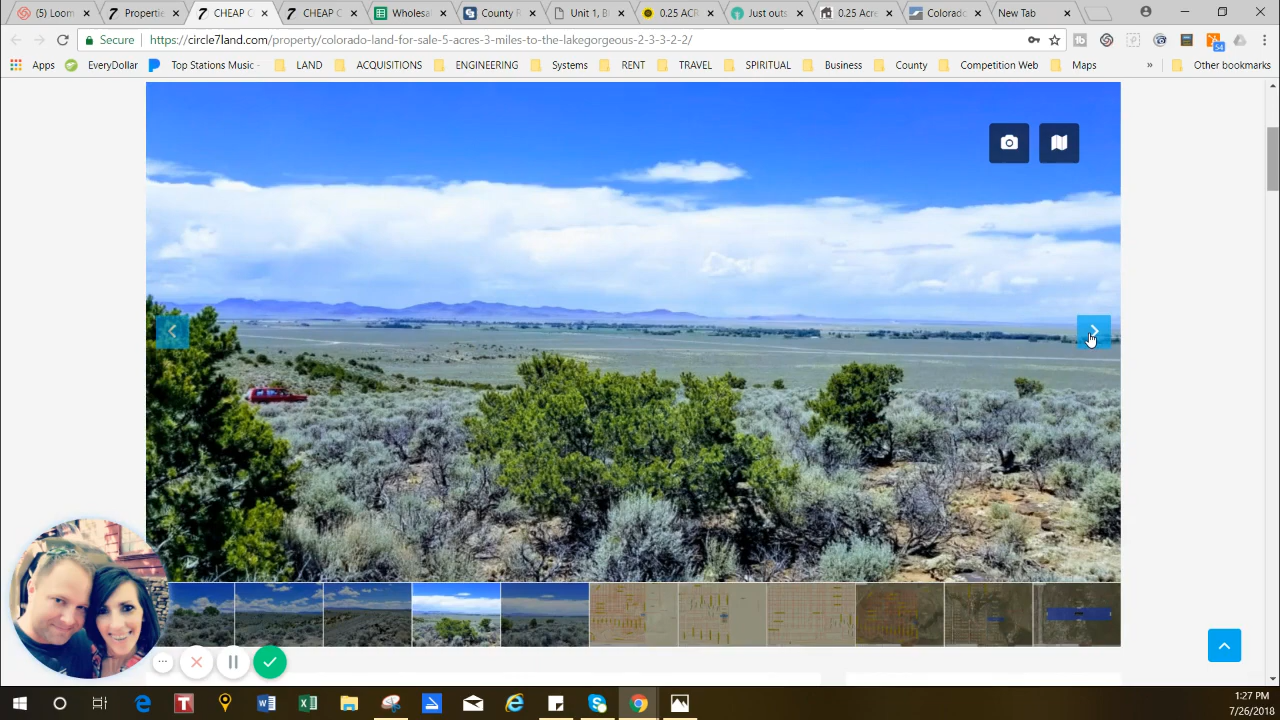 (5) Loom
Propertie
CHEAP C
CHEAP C
Wholesal
County R
Unit 1, B
0.25 ACR
Just outs
0.25 Acre
Colorado
New Tab
Secure
https://circle7land.com/property/colorado-land-for-sale-5-acres-3-miles-to-the-lakegorgeous-2-3-3-2-2/
Apps
EveryDollar
Top Stations Music -
LAND
ACQUISITIONS
ENGINEERING
Systems
RENT
TRAVEL
SPIRITUAL
Business
County
Competition Web
Maps
»
Other bookmarks
54
1:27 PM
7/26/2018